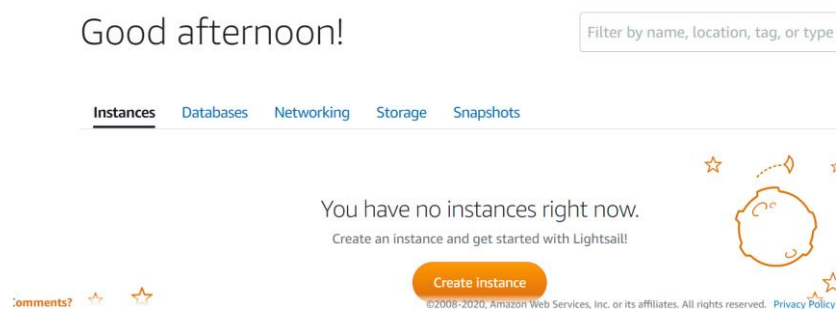 Good afternoon!
Filter by name, location, tag, or type
Instances Databases Networking Storage Snapshots
You have no instances right now.
Create an instance and get started with Lightsail!
Create instance
omments?
©2008-2020, Amazon Web Services, Inc. or its affiliates. All rights reserved. Privacy Policy